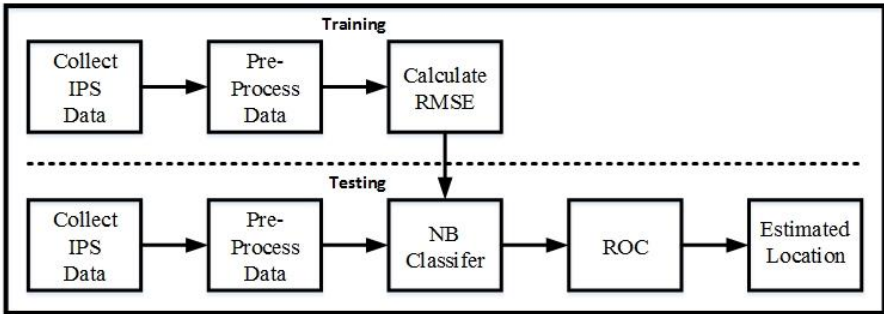 Training
Collect
IPS
Data
Pre-
Process
Data
Calculate
RMSE
Testing
Collect
IPS
Data
Pre-
Process
Data
NB
Classifer
ROC
Estimated
Location